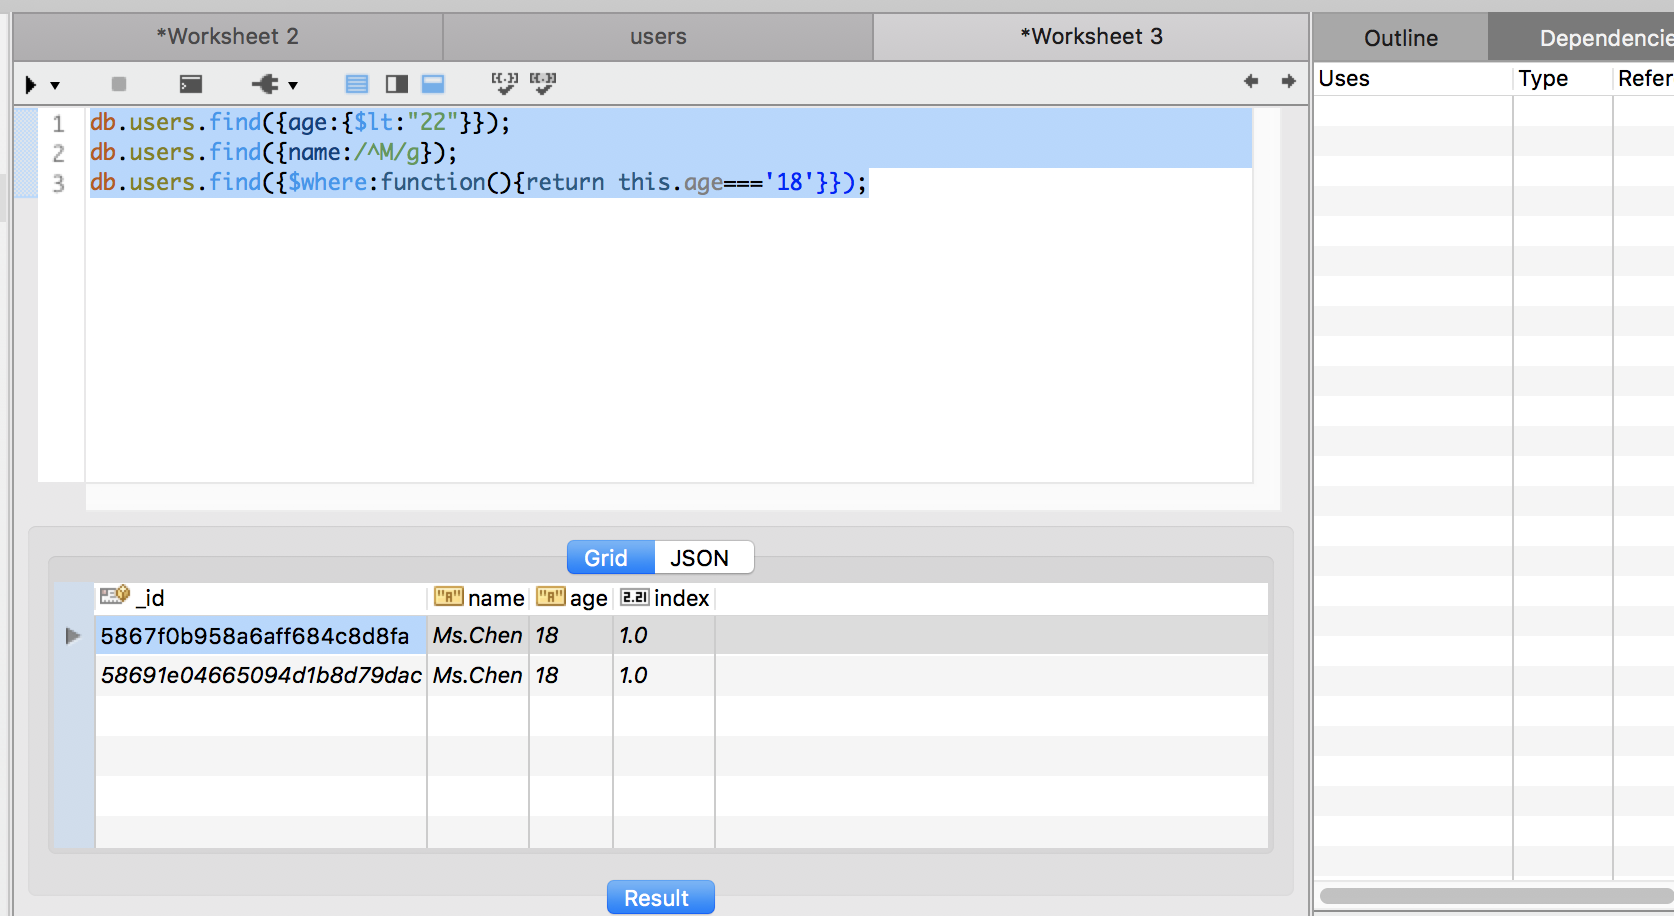 *Worksheet 2 users *Worksheet 3 Outline
Uses Type
1 db.users.find({age:{$lt:"22"}});
2 db.users.find({name:/^M/g});
3 db.users.find({$where:function(){return this.age==='18'}});
Grid JSON
_id "A" name "A" age 2.21 index
5867f0b958a6aff684c8d8fa Ms.Chen 18 1.0
58691e04665094d1b8d79dac Ms.Chen 18 1.0
Result